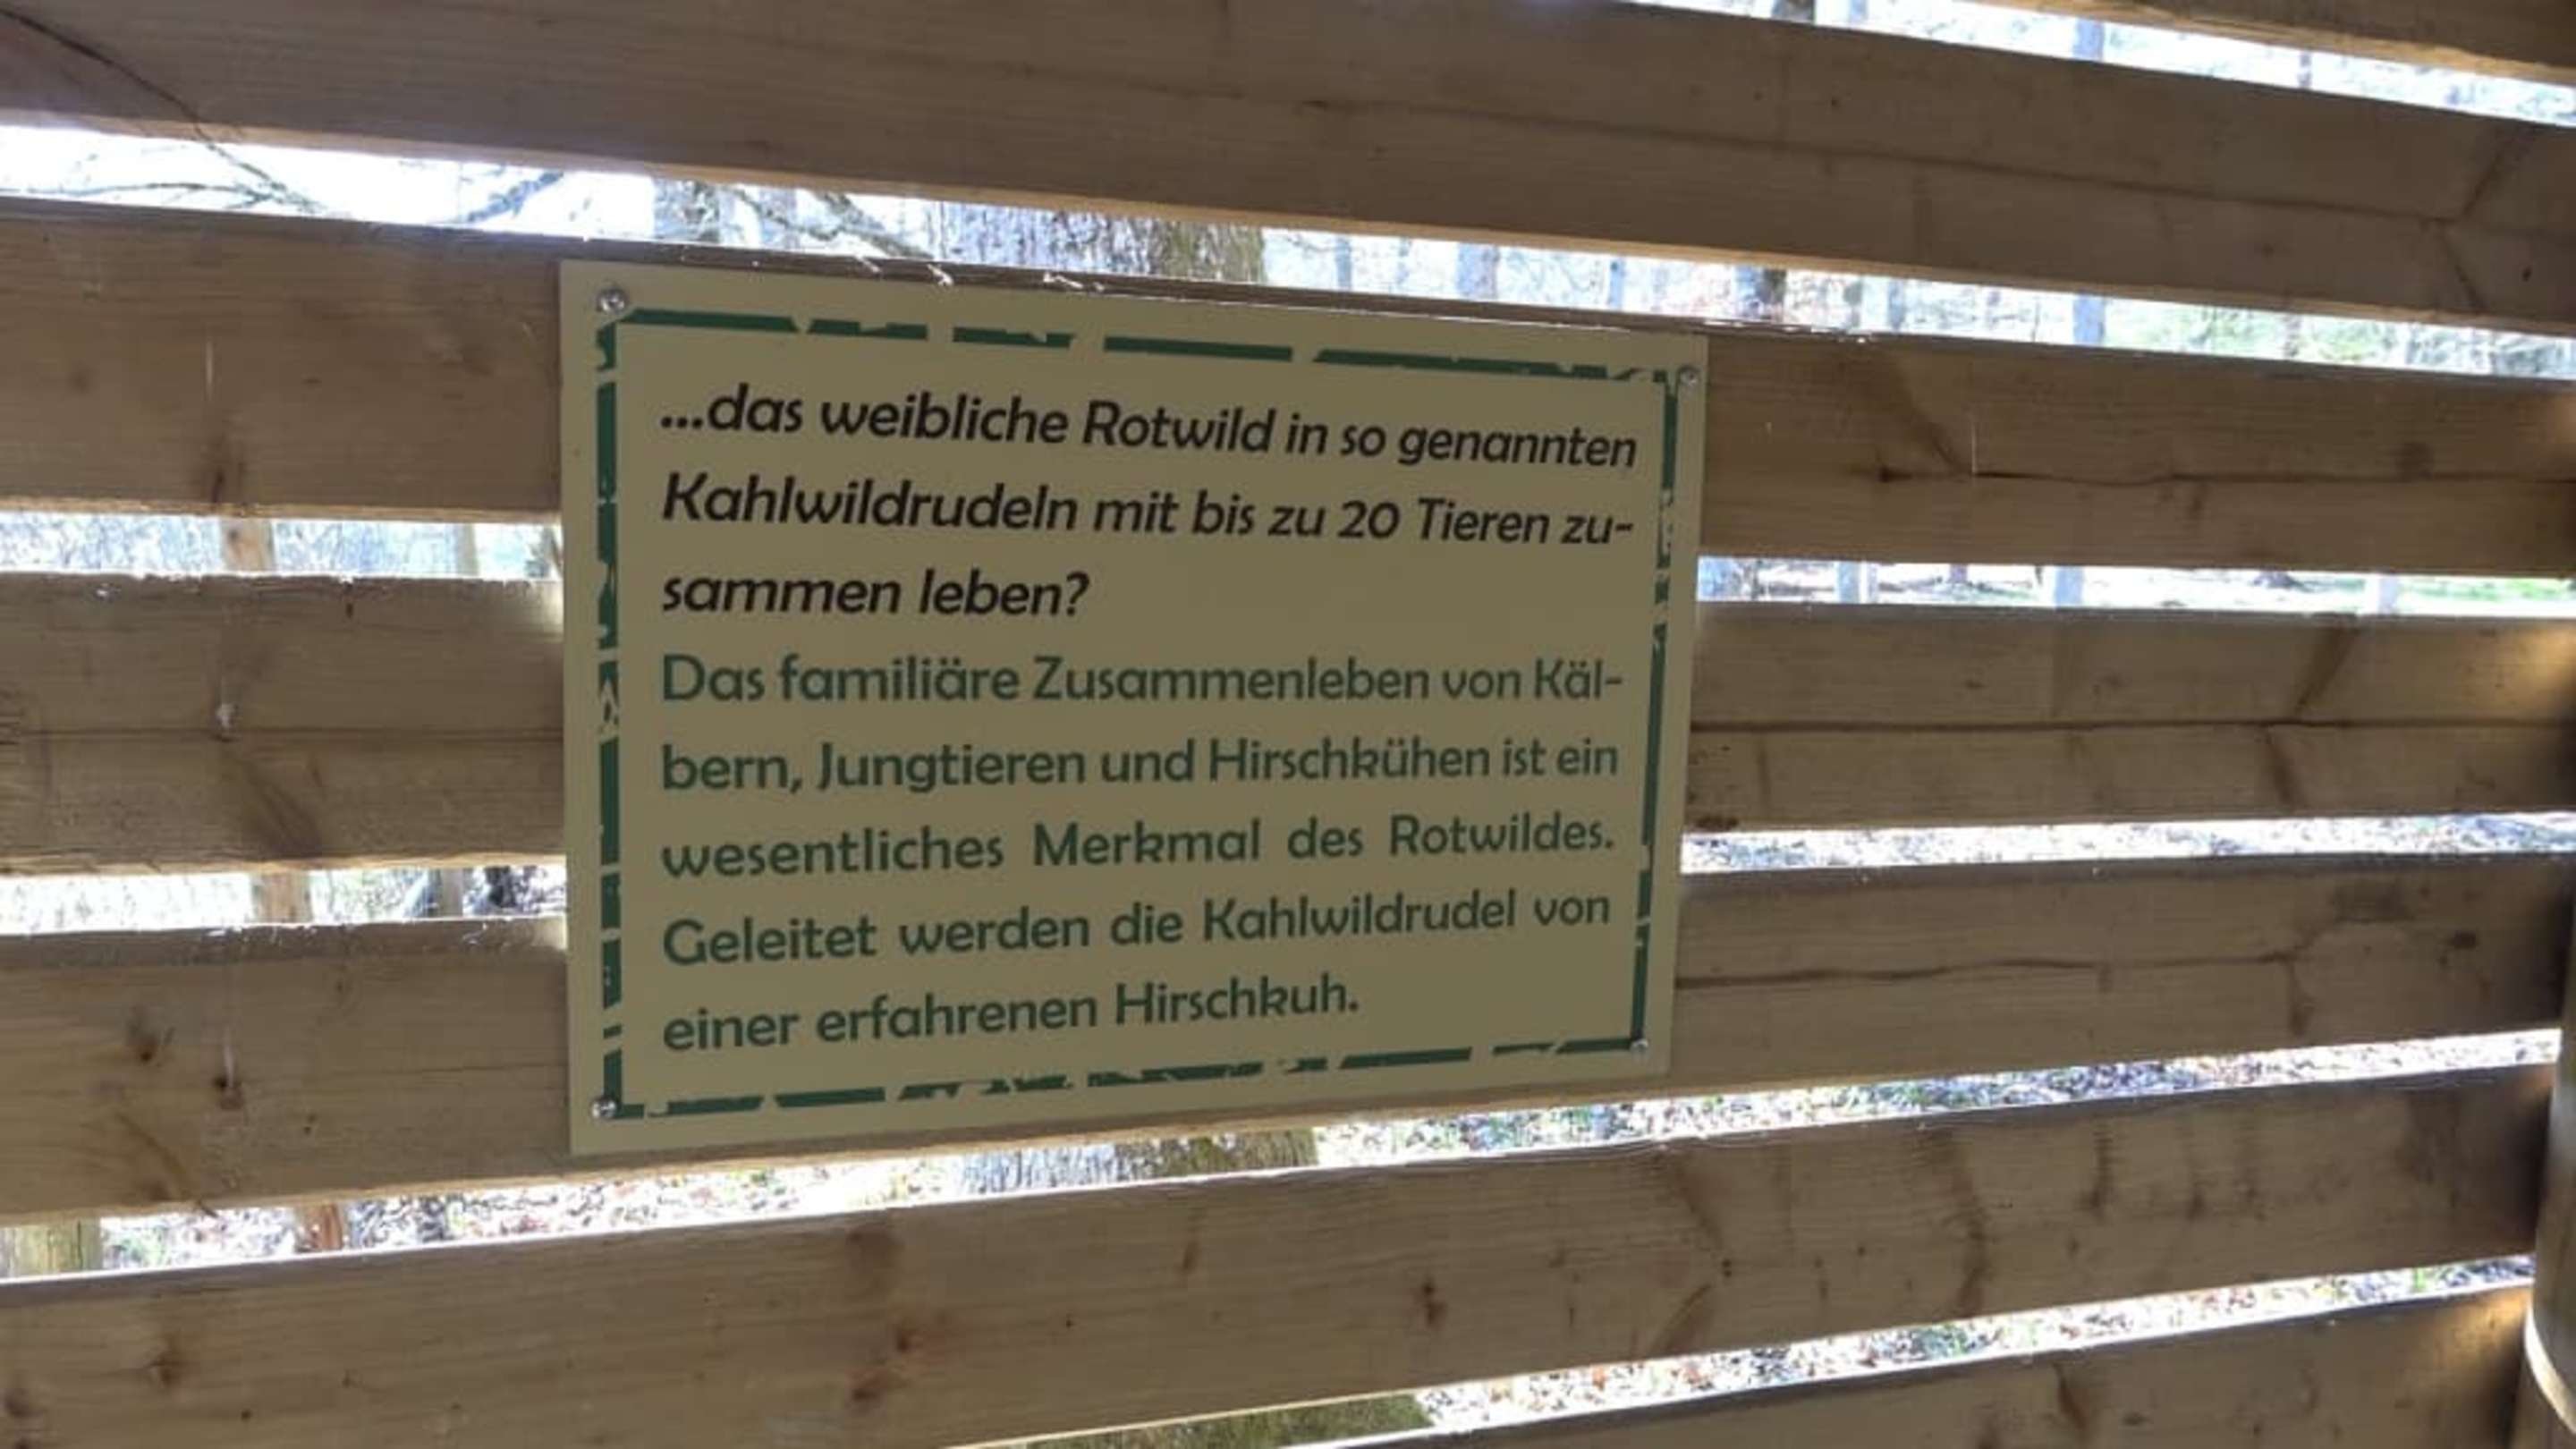 ...das weibliche Rotwild in so genannten
Kahlwildrudeln mit bis zu 20 Tieren zu-
sammen leben?
Das familiäre Zusammenleben von Käl-
bern, Jungtieren und Hirschkühen ist ein
wesentliches Merkmal des Rotwildes.
Geleitet werden die Kahlwildrudel von
einer erfahrenen Hirschkuh.